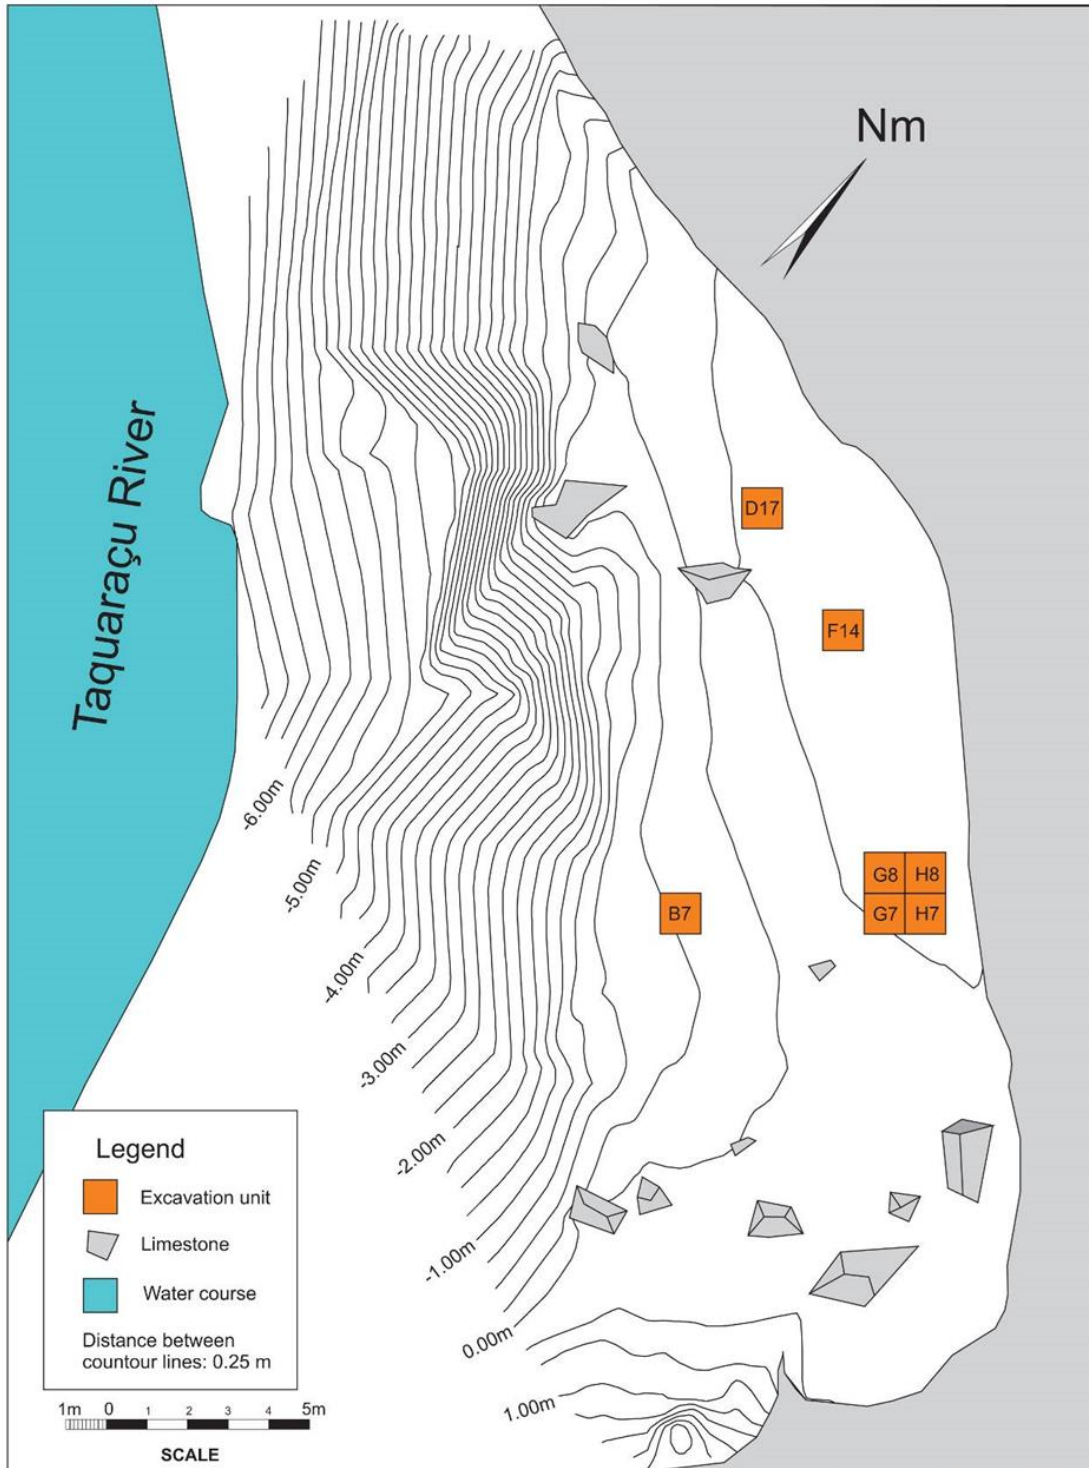 Nm
Taquaraçu River
D17
F14
G8 H8
G7 H7
B7
-6.00m
-5.00m
-4.00m
-3.00m
-2.00m
-1.00m
0.00m
1.00m
Legend
Excavation unit
Limestone
Water course
Distance between
countour lines: 0.25 m
1m 0 1 2 3 4 5m
SCALE